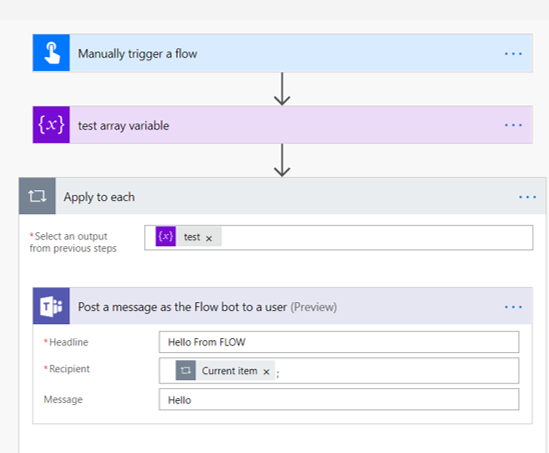 Manually trigger a flow
...
{x} test array variable
...
Apply to each
...
*Select an output
from previous steps
{x} test ×
T Post a message as the Flow bot to a user (Preview)
...
*Headline
Hello From FLOW
*Recipient
Current item × ;
Message
Hello